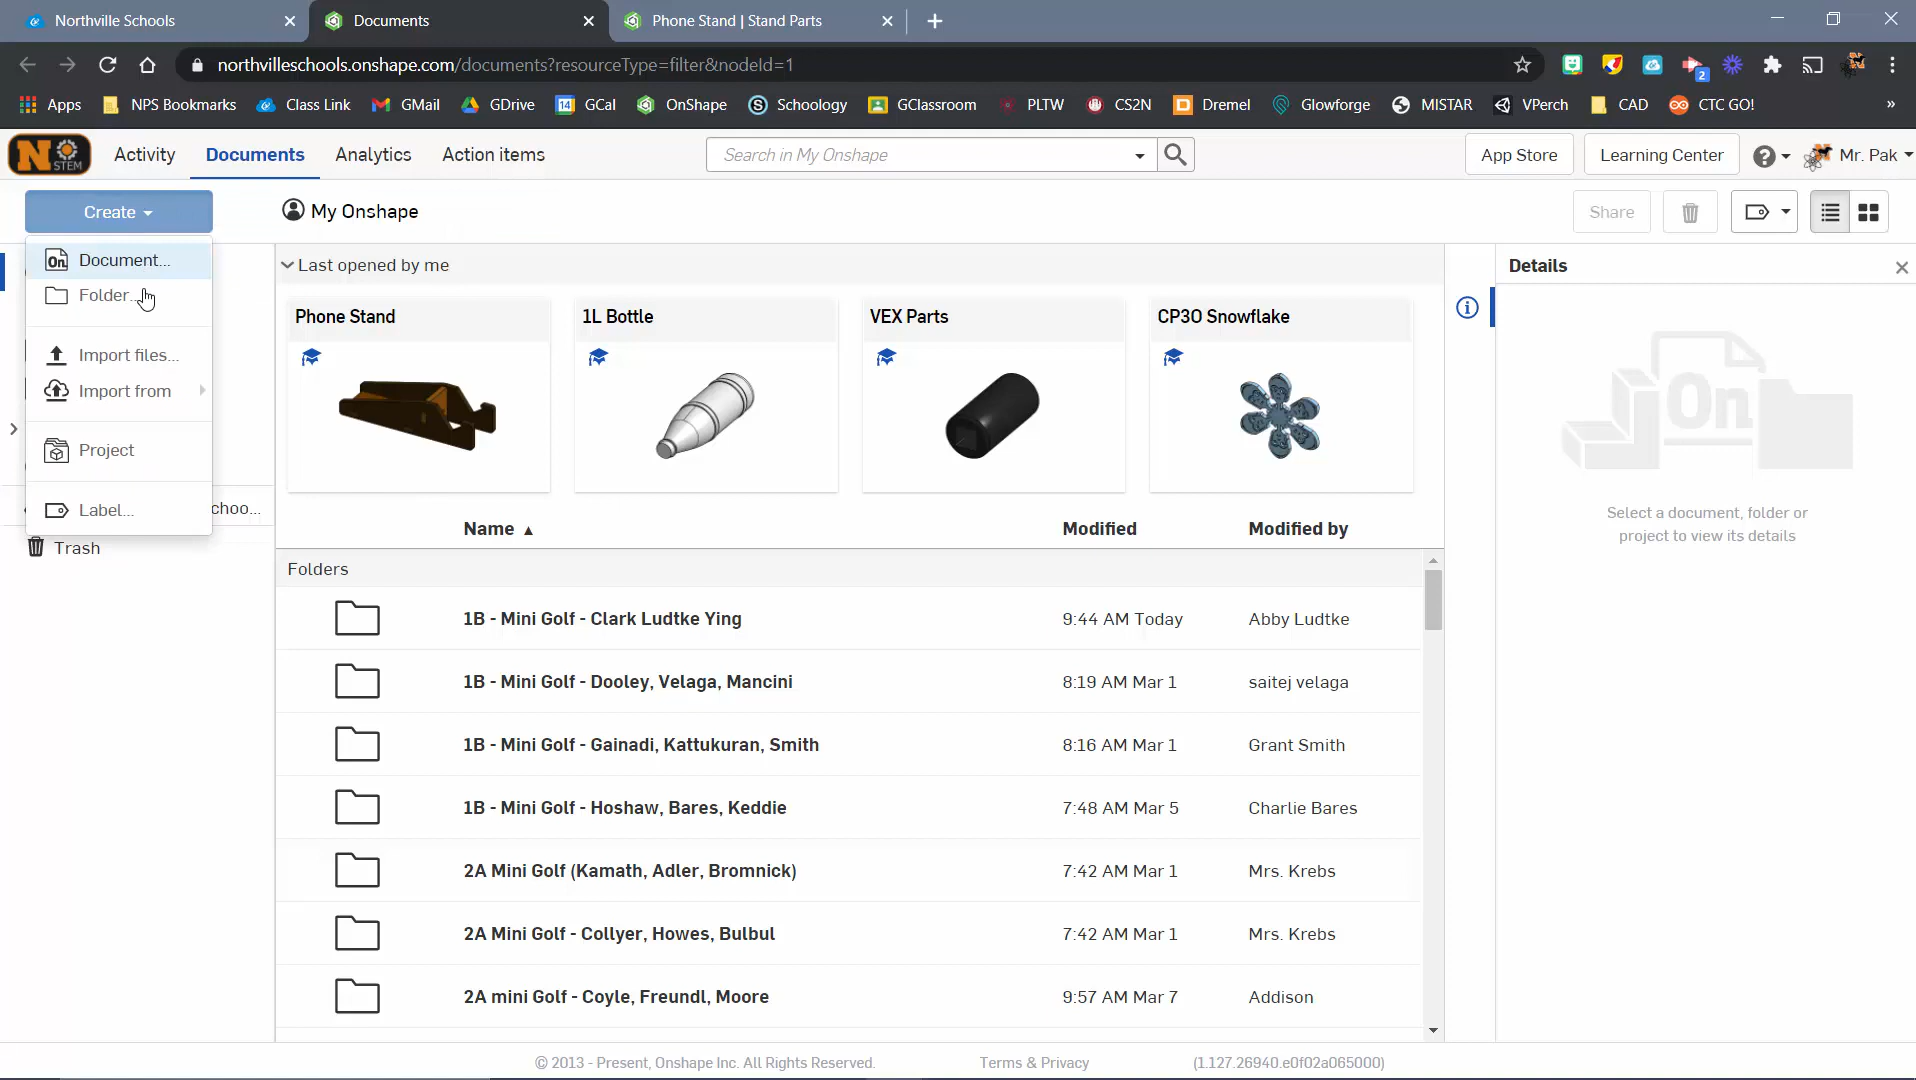 Northville Schools
Documents
Phone Stand | Stand Parts
northvilleschools.onshape.com/documents?resourceType=filter&nodeId=1
2
Apps NPS Bookmarks Class Link GMail GDrive 14 GCal OnShape Schoology GClassroom PLTW CS2N Dremel Glowforge MISTAR VPerch CAD CTC GO! »
N STEM Activity Documents Analytics Action items Search in My Onshape App Store Learning Center Mr. Pak
Create My Onshape Share
On Document...
Folder...
Import files...
Import from
Project
Label...
choo...
Trash
Last opened by me
Phone Stand 1L Bottle VEX Parts CP3O Snowflake
Name Modified Modified by
Folders
1B - Mini Golf - Clark Ludtke Ying 9:44 AM Today Abby Ludtke
1B - Mini Golf - Dooley, Velaga, Mancini 8:19 AM Mar 1 saitej velaga
1B - Mini Golf - Gainadi, Kattukuran, Smith 8:16 AM Mar 1 Grant Smith
1B - Mini Golf - Hoshaw, Bares, Keddie 7:48 AM Mar 5 Charlie Bares
2A Mini Golf (Kamath, Adler, Bromnick) 7:42 AM Mar 1 Mrs. Krebs
2A Mini Golf - Collyer, Howes, Bulbul 7:42 AM Mar 1 Mrs. Krebs
2A mini Golf - Coyle, Freundl, Moore 9:57 AM Mar 7 Addison
Details
On
Select a document, folder or
project to view its details
© 2013 - Present, Onshape Inc. All Rights Reserved. Terms & Privacy (1.127.26940.e0f02a065000)